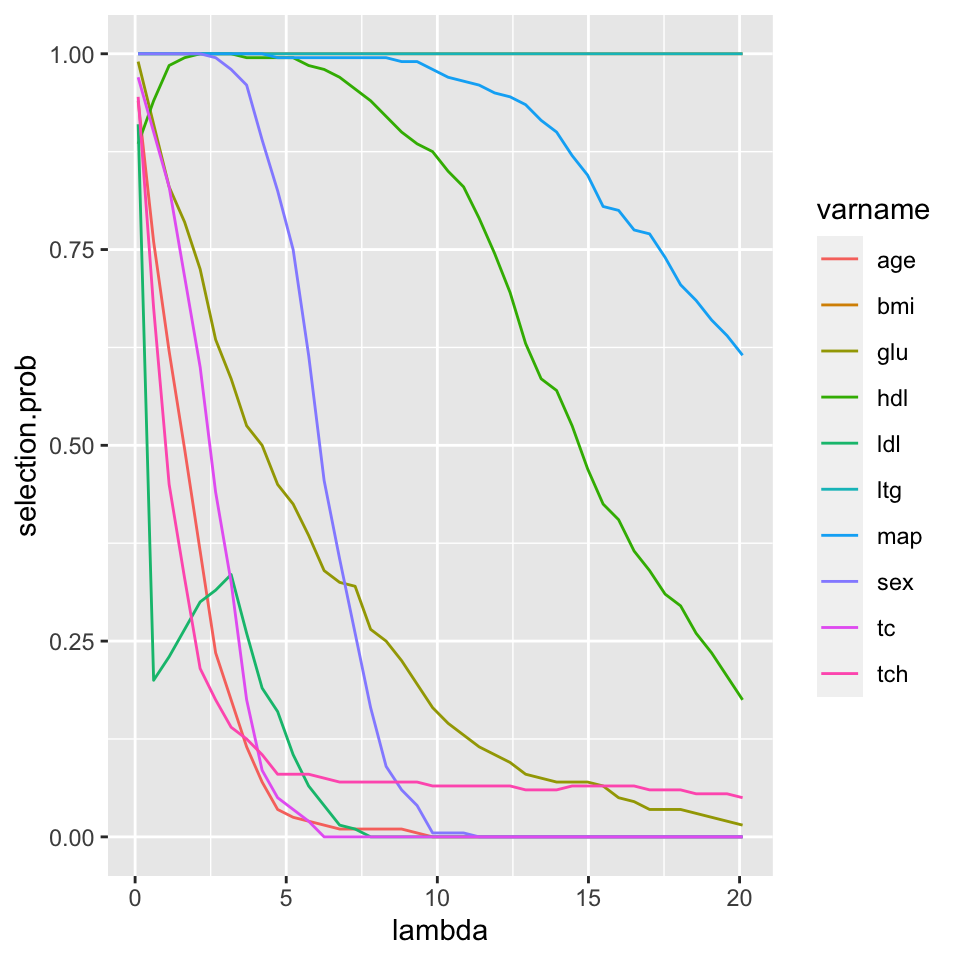 1.00
0.75
0.50
0.25
0.00
selection.prob
0
5
10
15
20
lambda
varname
age
bmi
glu
hdl
ldl
ltg
map
sex
tc
tch